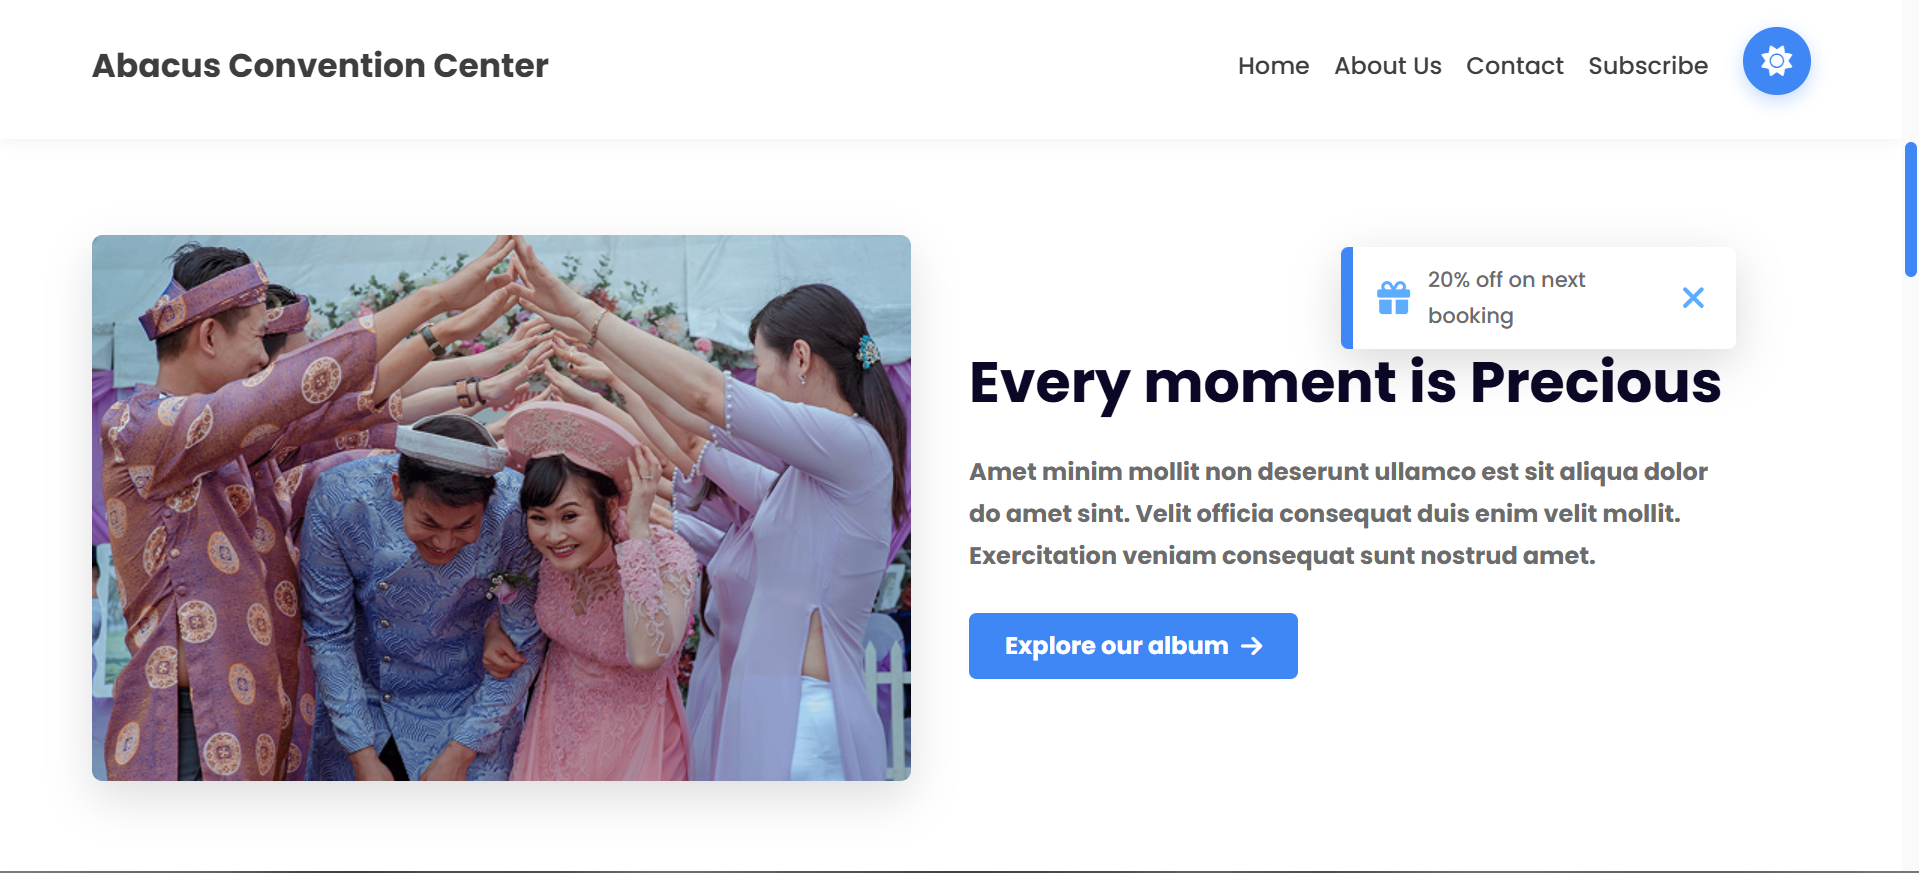 Abacus Convention Center
Home About Us Contact Subscribe
20% off on next
booking
Every moment is Precious
Amet minim mollit non deserunt ullamco est sit aliqua dolor
do amet sint. Velit officia consequat duis enim velit mollit.
Exercitation veniam consequat sunt nostrud amet.
Explore our album →